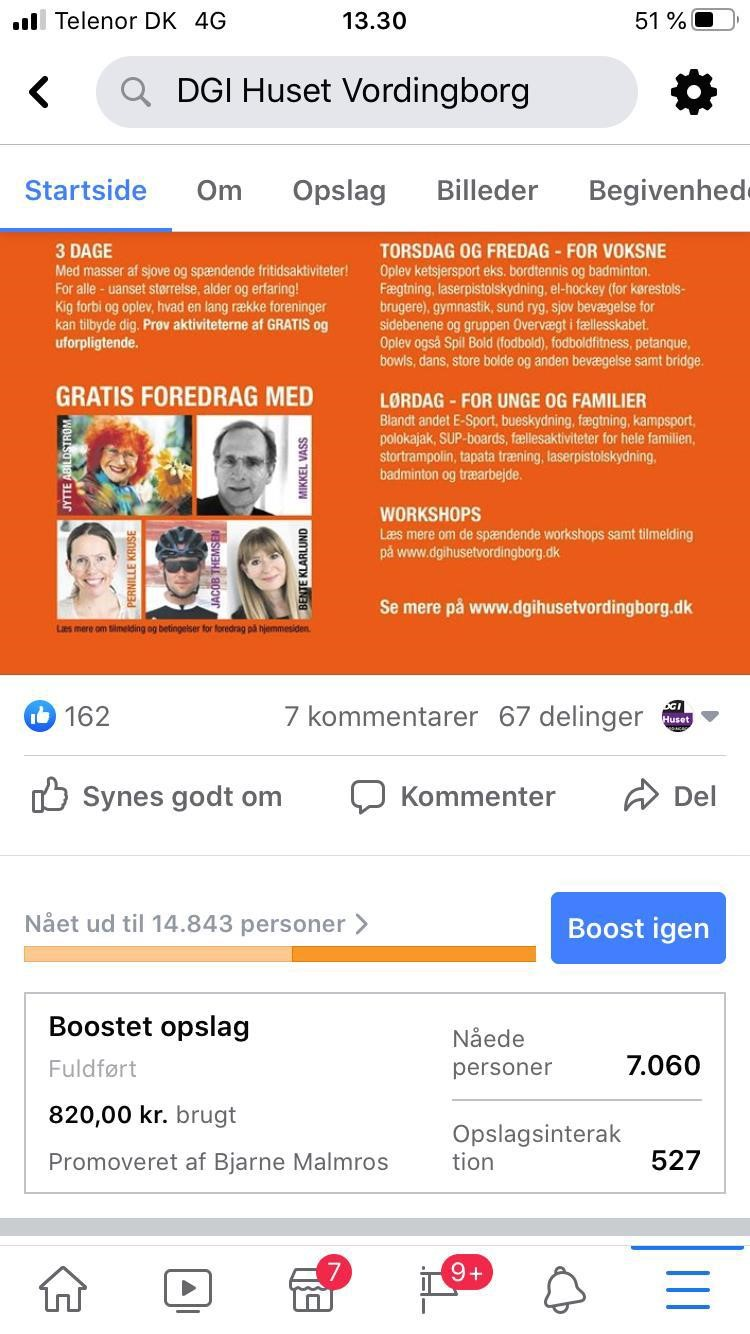 Telenor DK 4G 13.30 51 %
DGI Huset Vordingborg
Startside Om Opslag Billeder Begivenhed
3 DAGE
Med masser af sjove og spændende fritidsaktiviteter!
For alle - uanset størrelse, alder og erfaring!
Kig forbi og oplev, hvad en lang række foreninger
kan tilbyde dig. Prøv aktiviteterne af GRATIS og
uforpligtende.
GRATIS FOREDRAG MED
JYTTE ABILDSTRØM
MIKKEL VASS
PERNILLE KRUSE
JACOB THEMSEN
BENTE KLARLUND
Læs mere om tilmelding og betingelser for foredrag på hjemmesiden.
TORSDAG OG FREDAG - FOR VOKSNE
Oplev ketsjersport eks. bordtennis og badminton.
Fægtning, laserpistolskydning, el-hockey (for kørestols-
brugere), gymnastik, sund ryg, sjov bevægelse for
sidebenene og gruppen Overvægt i fællesskabet.
Oplev også Spil Bold (fodbold), fodboldfitness, petanque,
bowls, dans, store bolde og anden bevægelse samt bridge.
LØRDAG - FOR UNGE OG FAMILIER
Blandt andet E-Sport, bueskydning, fægtning, kampsport,
polokajak, SUP-boards, fællesaktiviteter for hele familien,
stortrampolin, tapata træning, laserpistolskydning,
badminton og træarbejde.
WORKSHOPS
Læs mere om de spændende workshops samt tilmelding
på www.dgihusetvordingborg.dk
Se mere på www.dgihusetvordingborg.dk
162 7 kommentarer 67 delinger
DGI
Huset
Synes godt om Kommenter Del
Nået ud til 14.843 personer
Boost igen
Boostet opslag
Fuldført
820,00 kr. brugt
Promoveret af Bjarne Malmros
Nåede
personer 7.060
Opslagsinterak
tion 527
7 9+